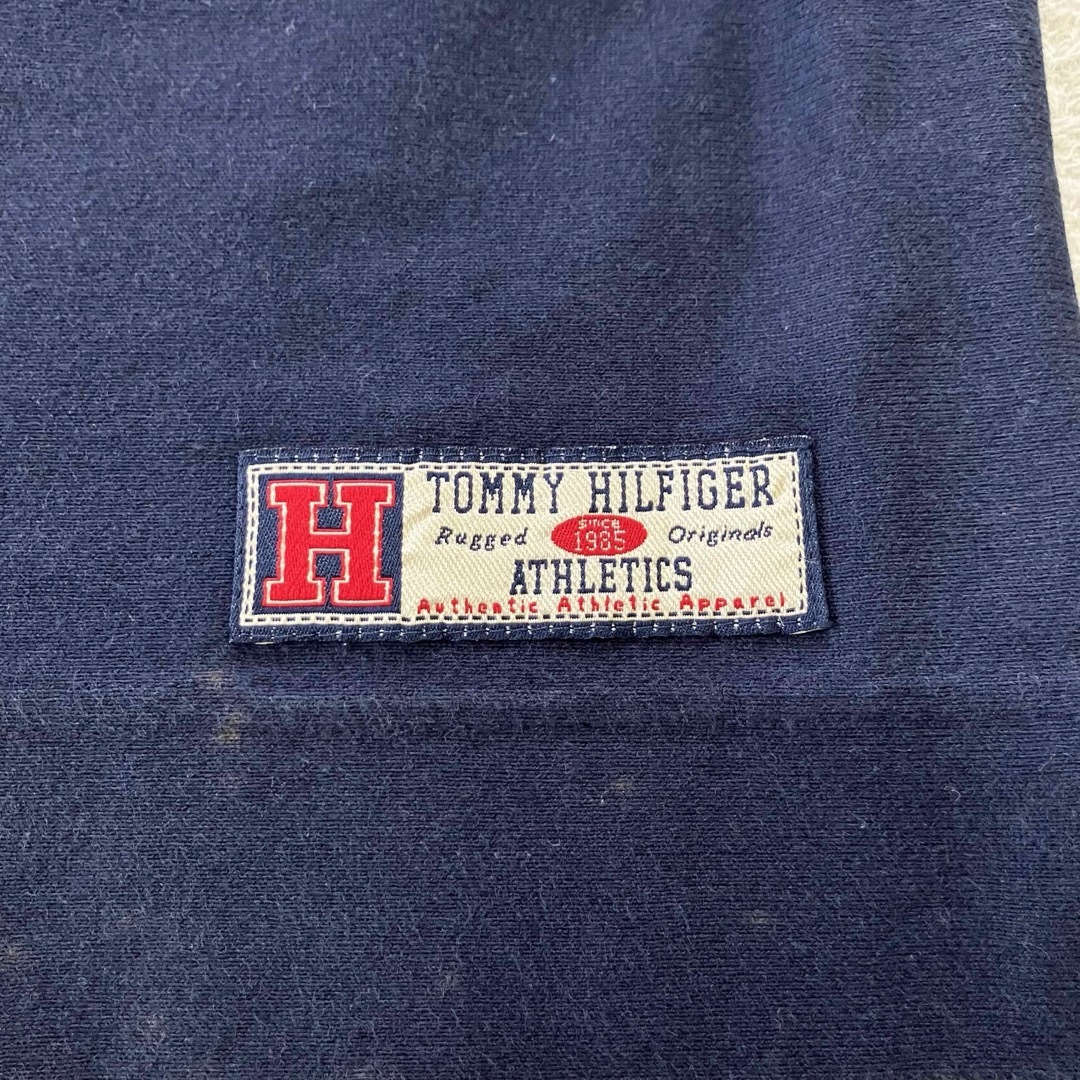 H
TOMMY HILFIGER
Rugged since 1985 Originals
ATHLETICS
Authentic Athletic Apparel